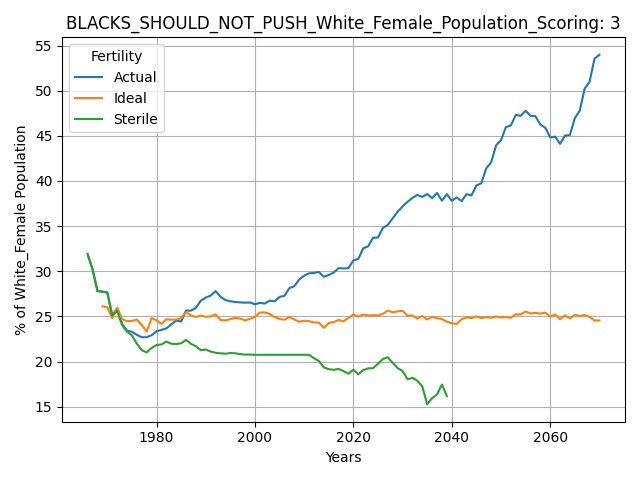 BLACKS_SHOULD_NOT_PUSH_White_Female_Population_Scoring: 3
% of White_Female Population
55
50
45
40
35
30
25
20
15
Fertility
Actual
Ideal
Sterile
1980
2000
2020
2040
2060
Years